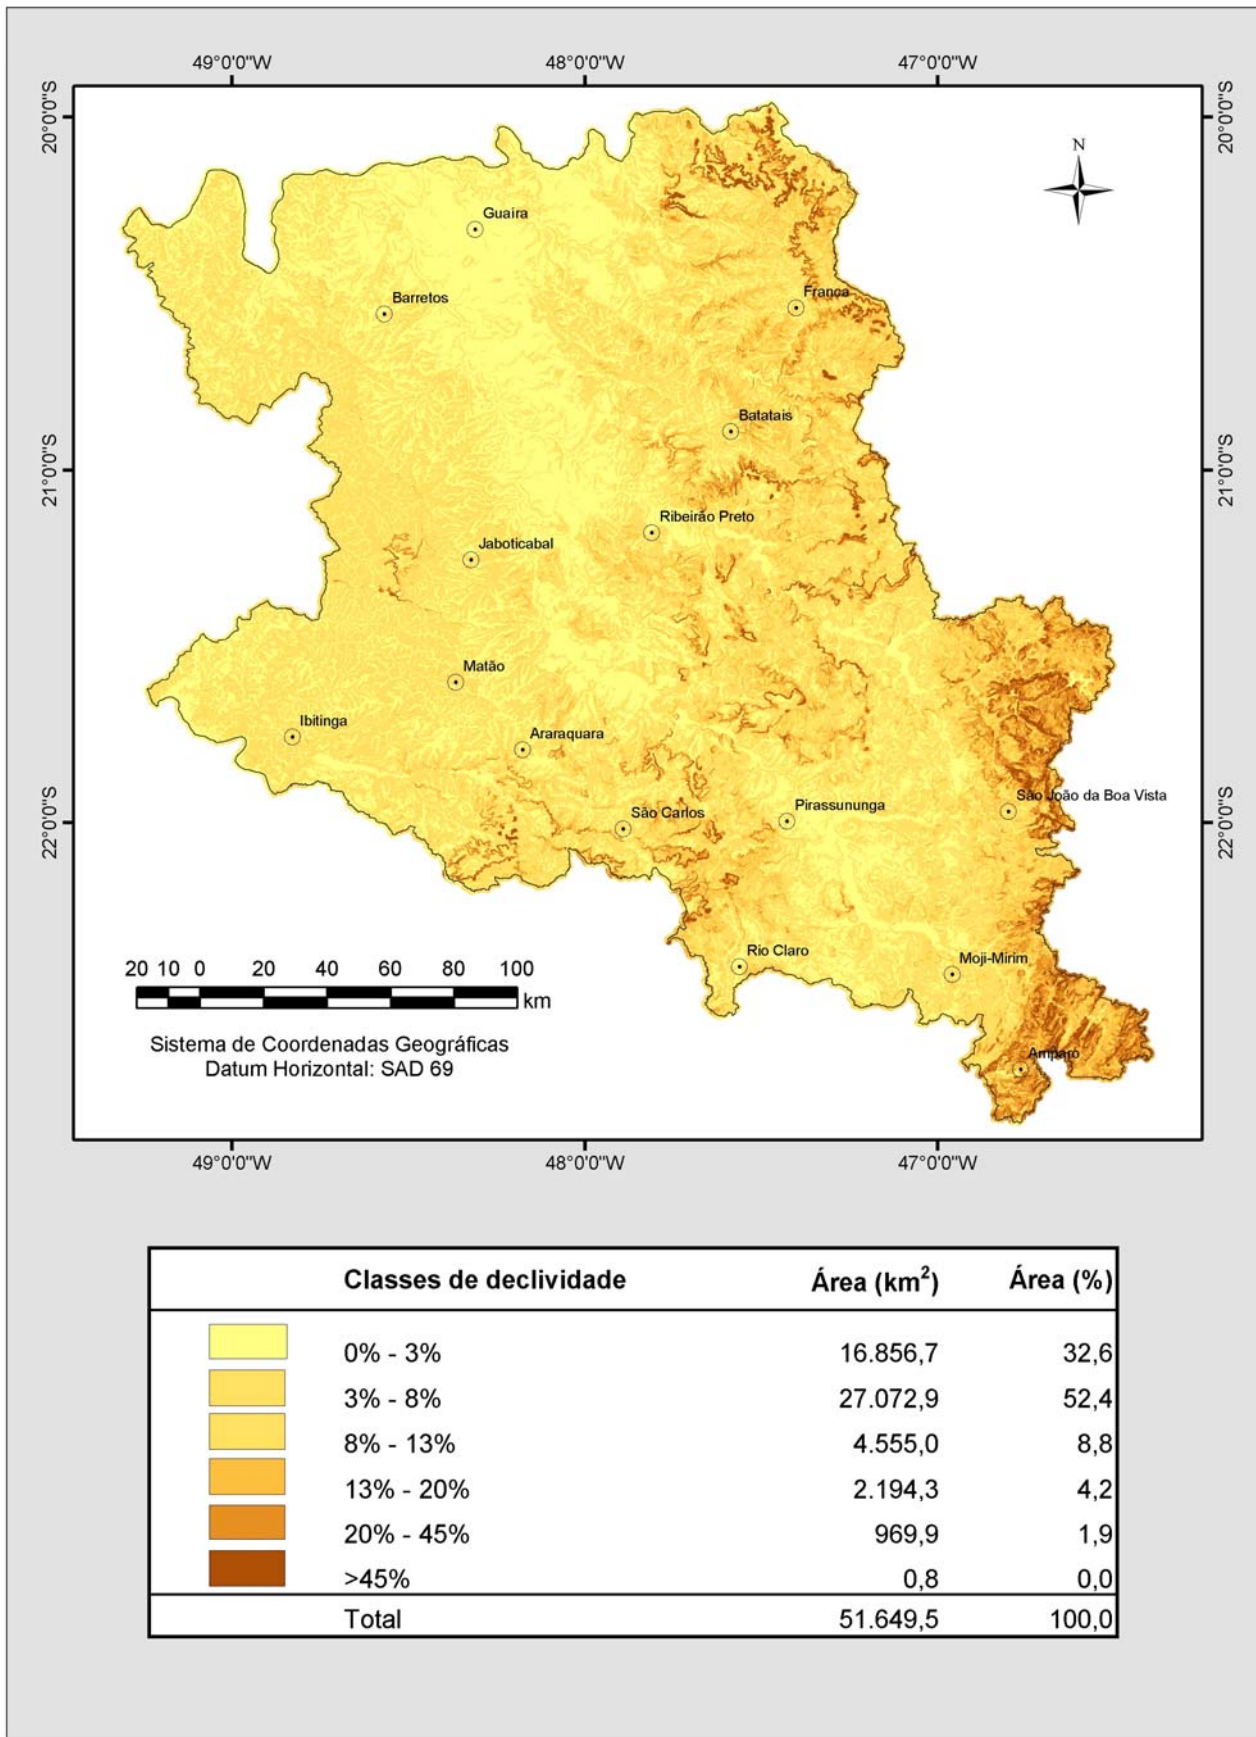 49°0'0"W 48°0'0"W 47°0'0"W
20°0'0"S 20°0'0"S
N
Guaíra
Barretos
Franca
Batatais
21°0'0"S 21°0'0"S
Ribeirão Preto
Jaboticabal
Matão
Ibitinga
Araraquara
São Carlos
Pirassununga
São João da Boa Vista
22°0'0"S 22°0'0"S
Rio Claro
Moji-Mirim
Amparo
20 10 0 20 40 60 80 100
km
Sistema de Coordenadas Geográficas
Datum Horizontal: SAD 69
49°0'0"W 48°0'0"W 47°0'0"W
Classes de declividade Área (km²) Área (%)
0% - 3% 16.856,7 32,6
3% - 8% 27.072,9 52,4
8% - 13% 4.555,0 8,8
13% - 20% 2.194,3 4,2
20% - 45% 969,9 1,9
>45% 0,8 0,0
Total 51.649,5 100,0